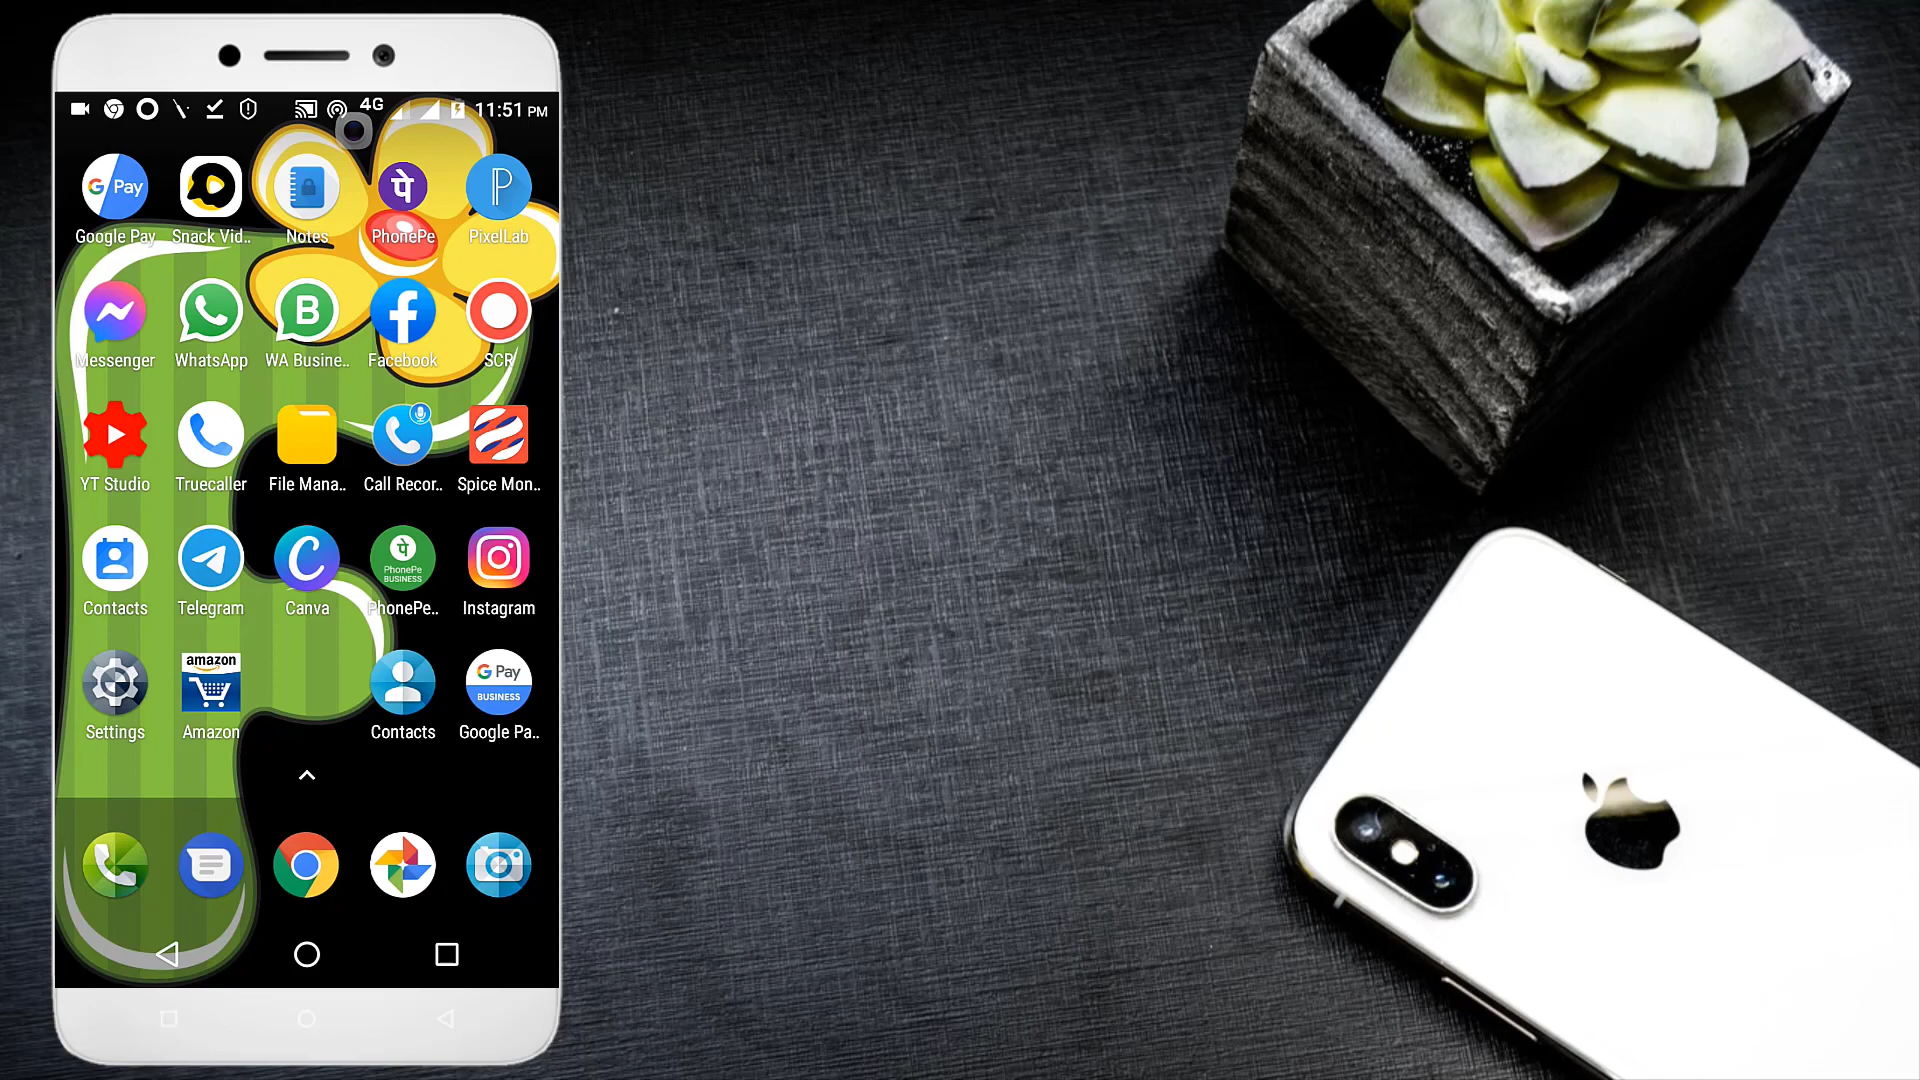 4G 11:51 PM
G Pay
Google Pay Snack Vid.. Notes PhonePe PixelLab
पे
P
B
Messenger WhatsApp WA Busine.. Facebook SCR
YT Studio Truecaller File Mana.. Call Recor.. Spice Mon..
C
पे
PhonePe
BUSINESS
Contacts Telegram Canva PhonePe.. Instagram
amazon
G Pay
BUSINESS
Settings Amazon Contacts Google Pa..